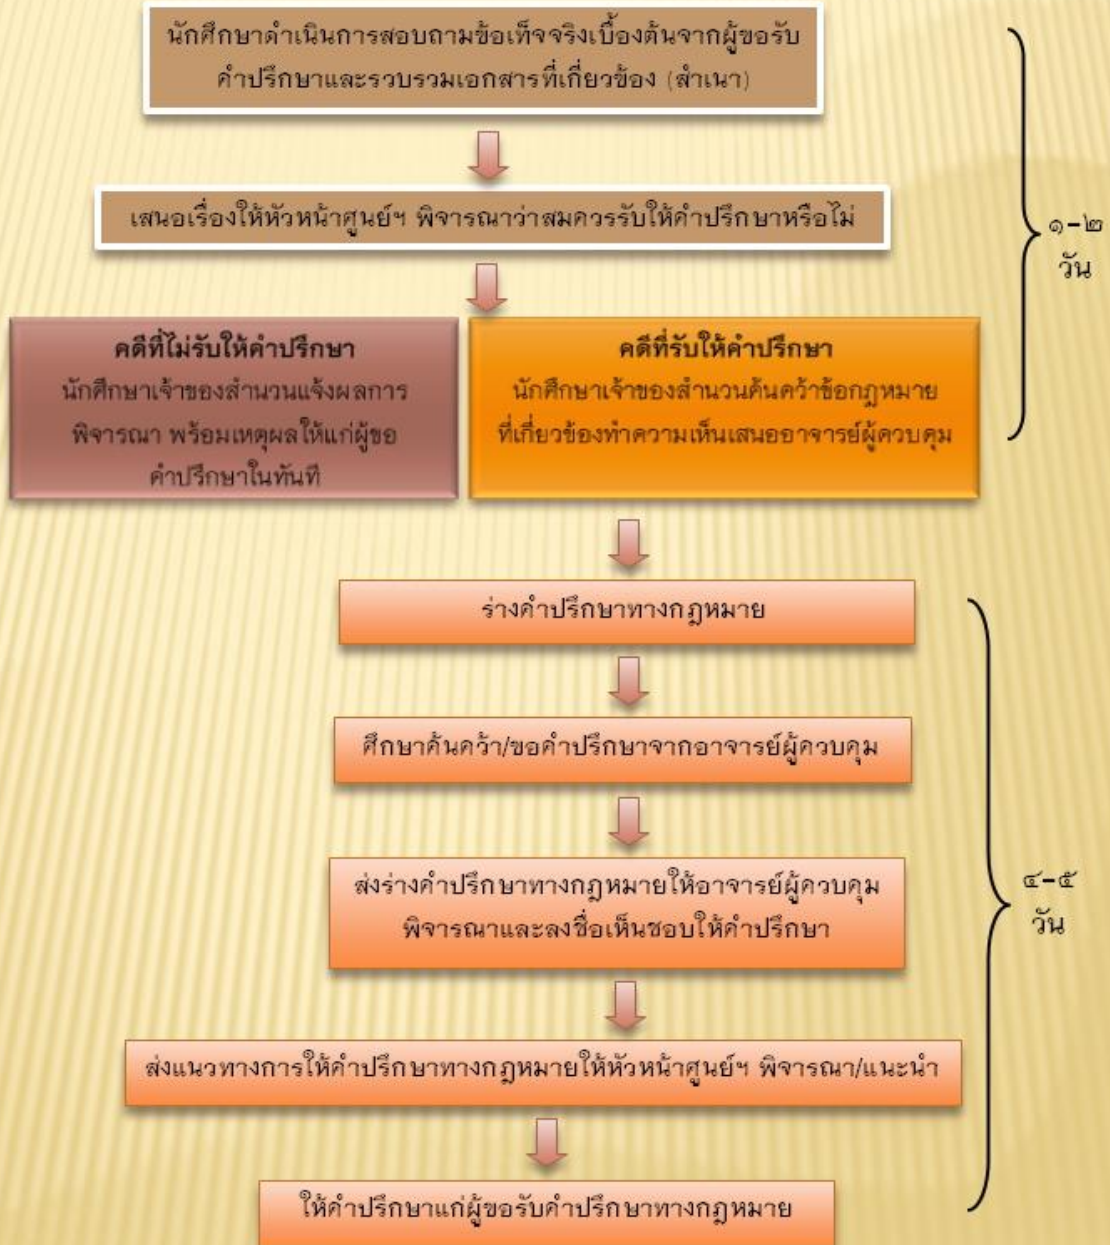 นักศึกษาดำเนินการสอบถามข้อเท็จจริงเบื้องต้นจากผู้ขอรับ
คำปรึกษาและรวบรวมเอกสารที่เกี่ยวข้อง (สำเนา)
เสนอเรื่องให้หัวหน้าศูนย์ฯ พิจารณาว่าสมควรรับให้คำปรึกษาหรือไม่
๑-๒
วัน
คดีที่ไม่รับให้คำปรึกษา
นักศึกษาเจ้าของสำนวนแจ้งผลการ
พิจารณา พร้อมเหตุผลให้แก่ผู้ขอ
คำปรึกษาในทันที
คดีที่รับให้คำปรึกษา
นักศึกษาเจ้าของสำนวนค้นคว้าข้อกฎหมาย
ที่เกี่ยวข้องทำความเห็นเสนออาจารย์ผู้ควบคุม
ร่างคำปรึกษาทางกฎหมาย
ศึกษาค้นคว้า/ขอคำปรึกษาจากอาจารย์ผู้ควบคุม
ส่งร่างคำปรึกษาทางกฎหมายให้อาจารย์ผู้ควบคุม
พิจารณาและลงชื่อเห็นชอบให้คำปรึกษา
๔-๕
วัน
ส่งแนวทางการให้คำปรึกษาทางกฎหมายให้หัวหน้าศูนย์ฯ พิจารณา/แนะนำ
ให้คำปรึกษาแก่ผู้ขอรับคำปรึกษาทางกฎหมาย